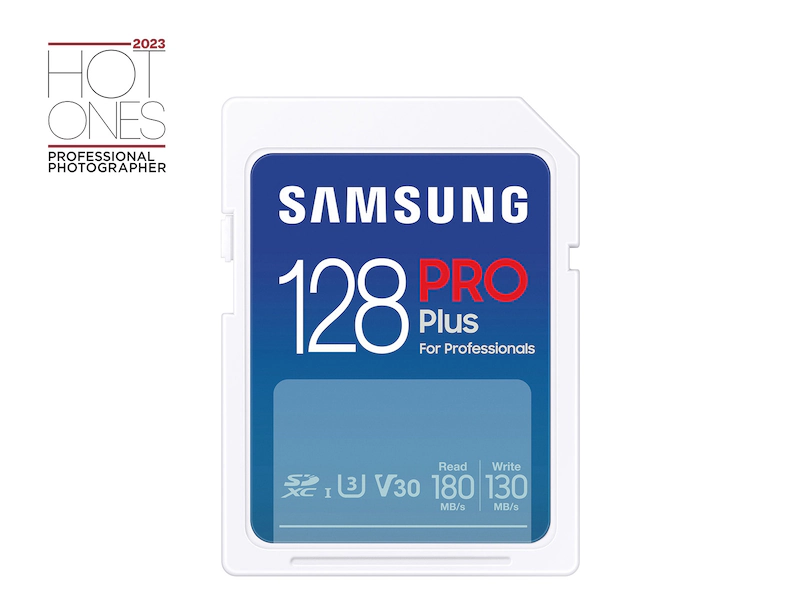 2023
HOT
ONES
PROFESSIONAL
PHOTOGRAPHER
SAMSUNG
128 PRO
Plus
For Professionals
Read Write
SD XC I U3 V30 180 130
MB/s MB/s